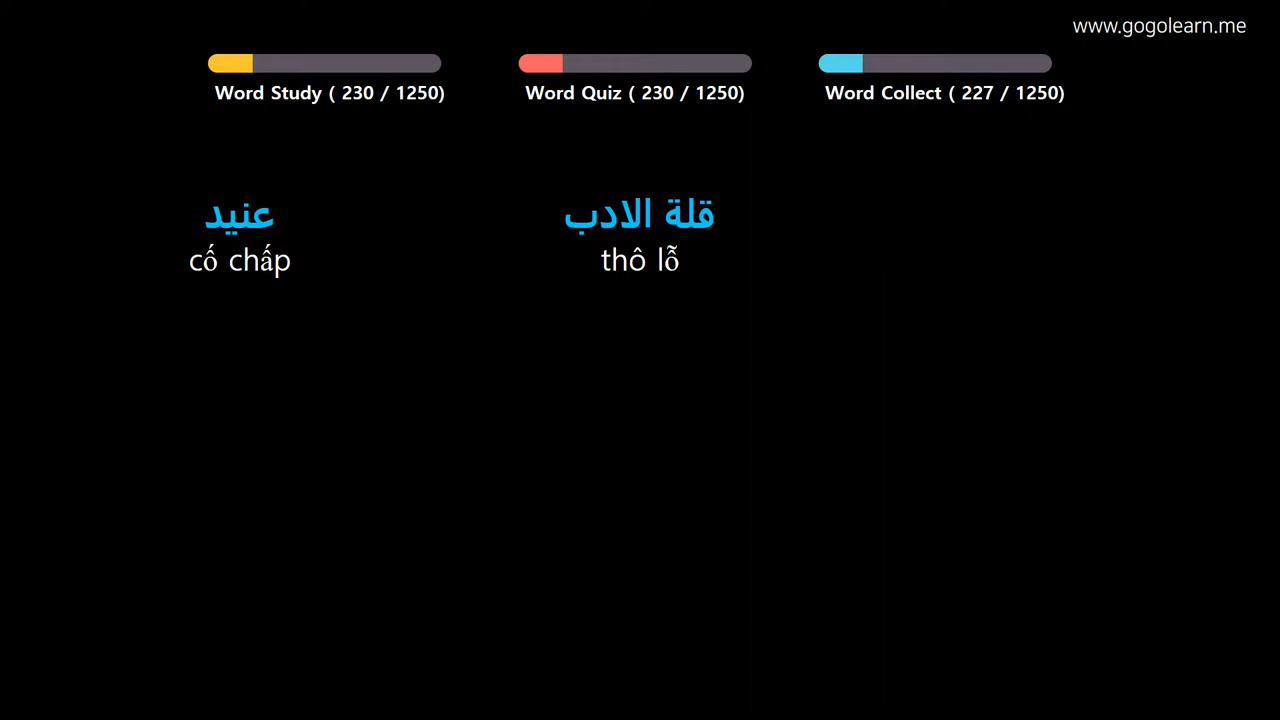 www.gogolearn.me
Word Study ( 230 / 1250)
Word Quiz ( 230 / 1250)
Word Collect ( 227 / 1250)
عنيد
cố chấp
قلة الادب
thô lỗ